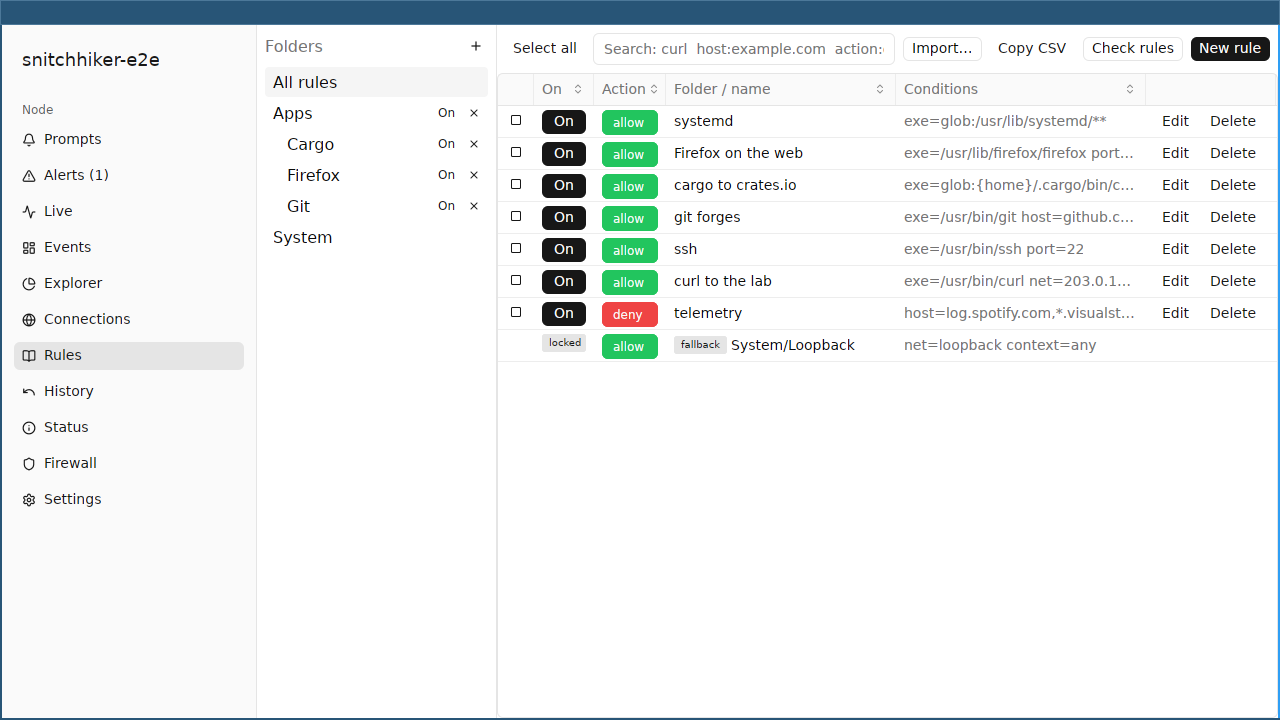 snitchhiker-e2e
Node
Prompts
Alerts (1)
Live
Events
Explorer
Connections
Rules
History
Status
Firewall
Settings
Folders +
All rules
Apps On ×
Cargo On ×
Firefox On ×
Git On ×
System
Select all Search: curl host:example.com action: Import... Copy CSV Check rules New rule
On Action Folder / name Conditions
On allow systemd exe=glob:/usr/lib/systemd/** Edit Delete
On allow Firefox on the web exe=/usr/lib/firefox/firefox port... Edit Delete
On allow cargo to crates.io exe=glob:{home}/.cargo/bin/c... Edit Delete
On allow git forges exe=/usr/bin/git host=github.c... Edit Delete
On allow ssh exe=/usr/bin/ssh port=22 Edit Delete
On allow curl to the lab exe=/usr/bin/curl net=203.0.1... Edit Delete
On deny telemetry host=log.spotify.com,*.visualst... Edit Delete
locked allow fallback System/Loopback net=loopback context=any